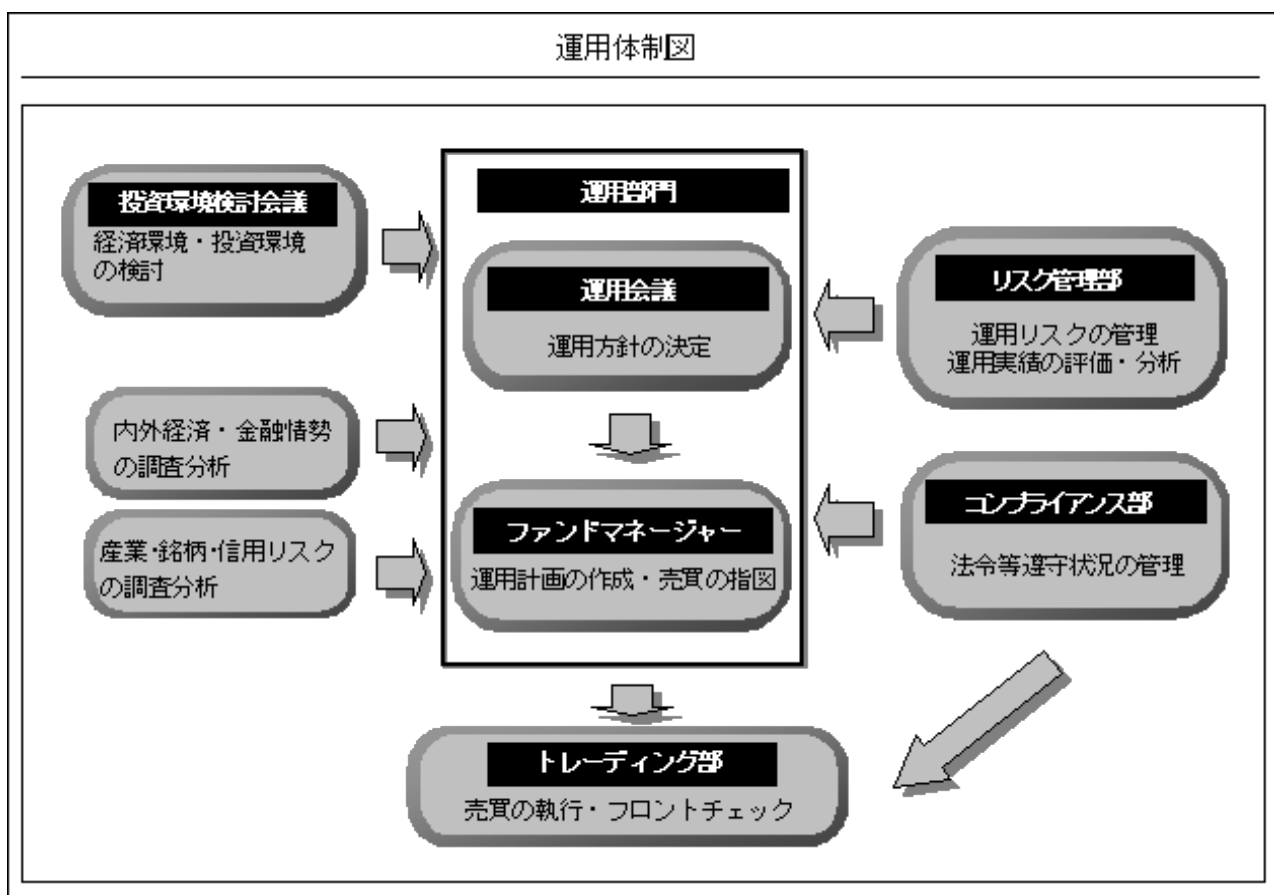 運用体制図
投資環境検討会議
経済環境・投資環境
の検討
内外経済・金融情勢
の調査分析
産業・銘柄・信用リスク
の調査分析
運用部門
運用会議
運用方針の決定
ファンドマネージャー
運用計画の作成・売買の指図
リスク管理部
運用リスクの管理
運用実績の評価・分析
コンプライアンス部
法令等遵守状況の管理
トレーディング部
売買の執行・フロントチェック